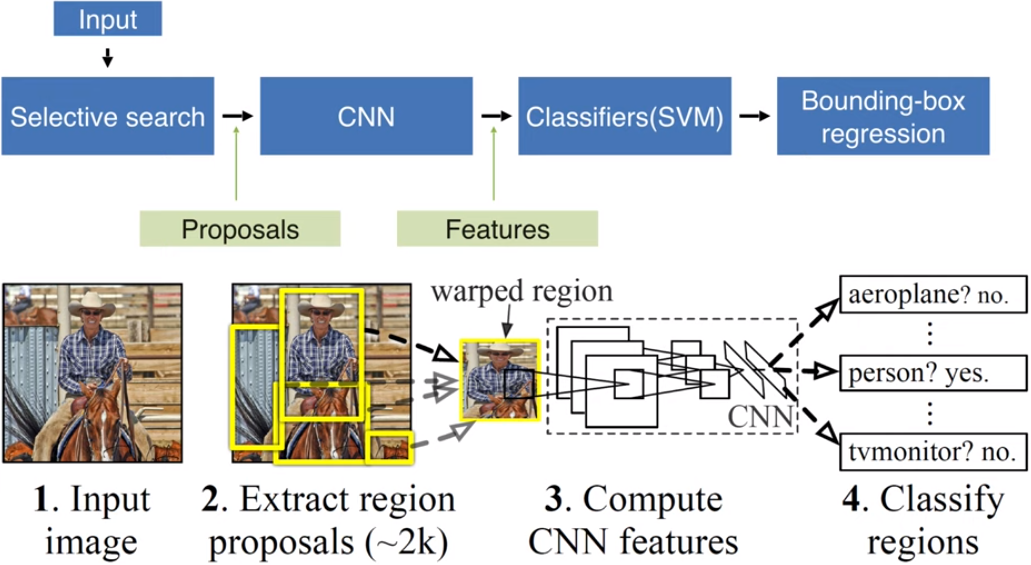 Input
Selective search
CNN
Classifiers(SVM)
Bounding-box
regression
Proposals
Features
warped region
CNN
aeroplane? no.
⋮
person? yes.
⋮
tvmonitor? no.
1. Input
image
2. Extract region
proposals (~2k)
3. Compute
CNN features
4. Classify
regions